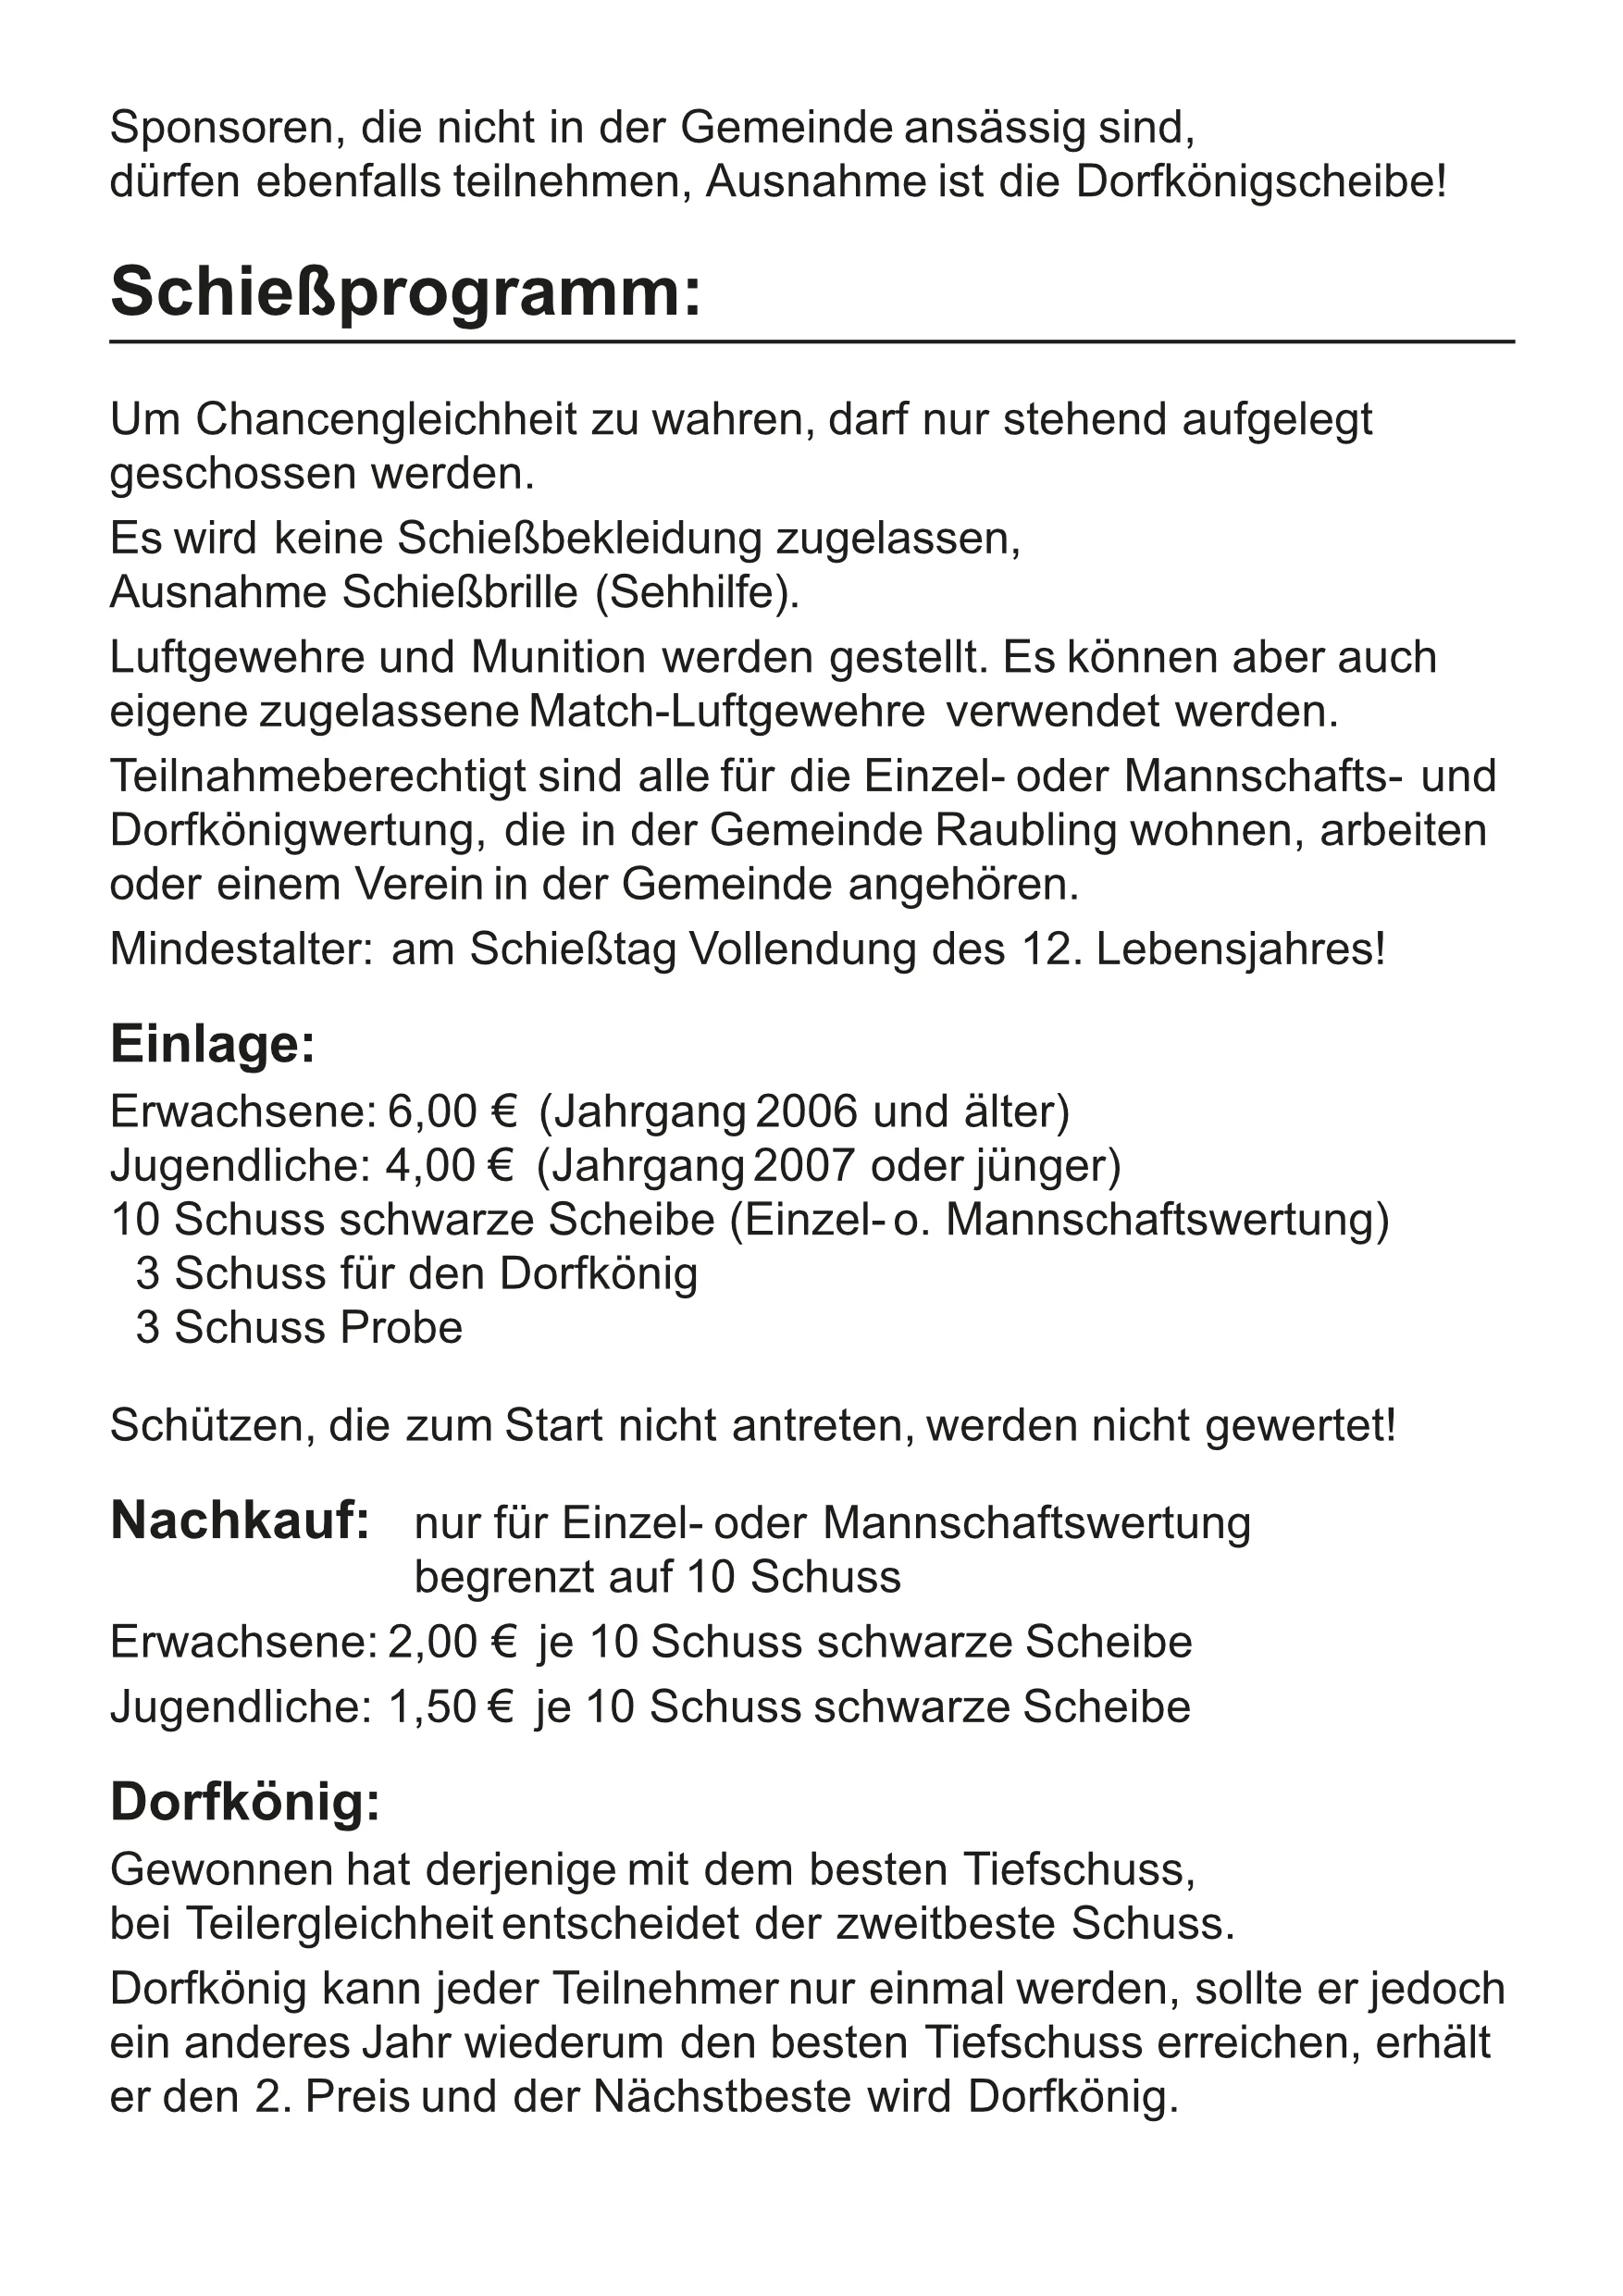 Sponsoren, die nicht in der Gemeinde ansässig sind,
dürfen ebenfalls teilnehmen, Ausnahme ist die Dorfkönigscheibe!
Schießprogramm:
Um Chancengleichheit zu wahren, darf nur stehend aufgelegt
geschossen werden.
Es wird keine Schießbekleidung zugelassen,
Ausnahme Schießbrille (Sehhilfe).
Luftgewehre und Munition werden gestellt. Es können aber auch
eigene zugelassene Match-Luftgewehre verwendet werden.
Teilnahmeberechtigt sind alle für die Einzel- oder Mannschafts- und
Dorfkönigwertung, die in der Gemeinde Raubling wohnen, arbeiten
oder einem Verein in der Gemeinde angehören.
Mindestalter: am Schießtag Vollendung des 12. Lebensjahres!
Einlage:
Erwachsene: 6,00 € (Jahrgang 2006 und älter)
Jugendliche: 4,00 € (Jahrgang 2007 oder jünger)
10 Schuss schwarze Scheibe (Einzel- o. Mannschaftswertung)
3 Schuss für den Dorfkönig
3 Schuss Probe
Schützen, die zum Start nicht antreten, werden nicht gewertet!
Nachkauf: nur für Einzel- oder Mannschaftswertung
begrenzt auf 10 Schuss
Erwachsene: 2,00 € je 10 Schuss schwarze Scheibe
Jugendliche: 1,50 € je 10 Schuss schwarze Scheibe
Dorfkönig:
Gewonnen hat derjenige mit dem besten Tiefschuss,
bei Teilergleichheit entscheidet der zweitbeste Schuss.
Dorfkönig kann jeder Teilnehmer nur einmal werden, sollte er jedoch
ein anderes Jahr wiederum den besten Tiefschuss erreichen, erhält
er den 2. Preis und der Nächstbeste wird Dorfkönig.